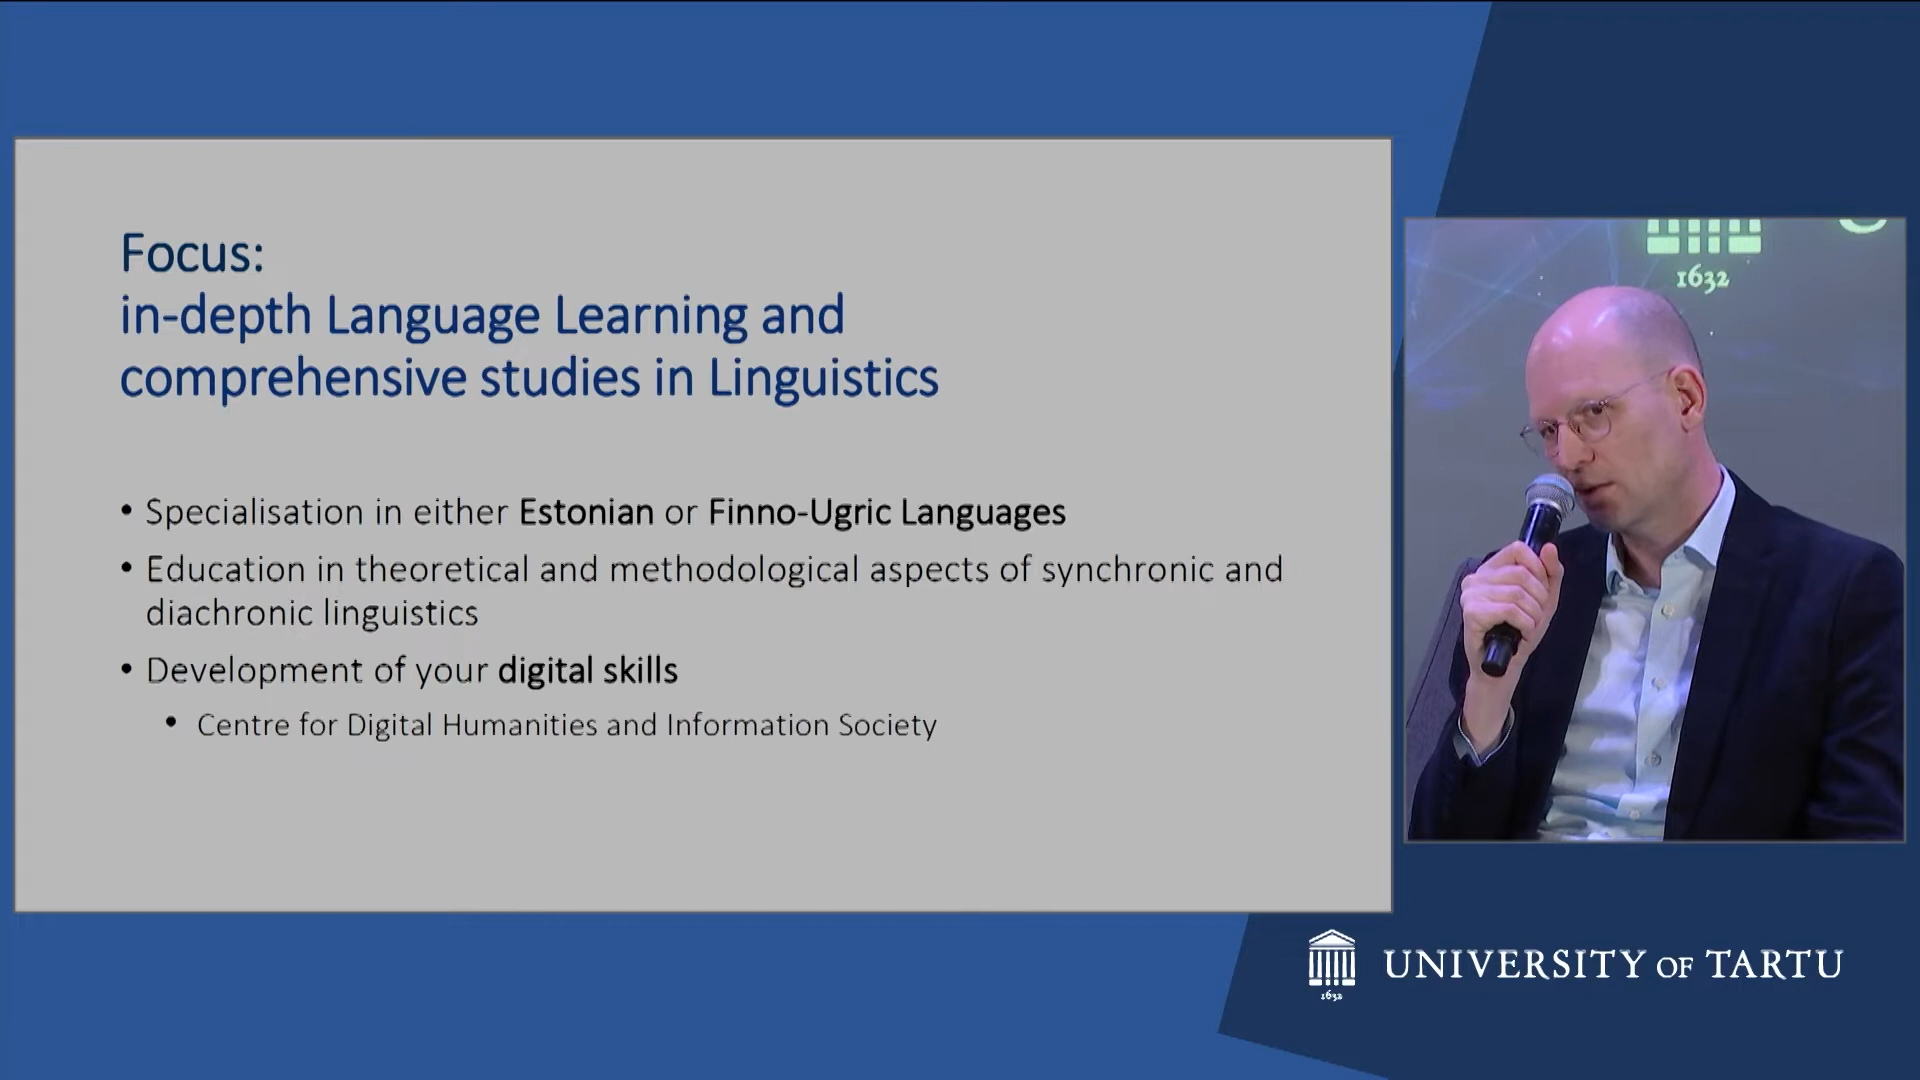 Focus:
in-depth Language Learning and
comprehensive studies in Linguistics
• Specialisation in either Estonian or Finno-Ugric Languages
• Education in theoretical and methodological aspects of synchronic and
diachronic linguistics
• Development of your digital skills
• Centre for Digital Humanities and Information Society
1632
UNIVERSITY OF TARTU
1632